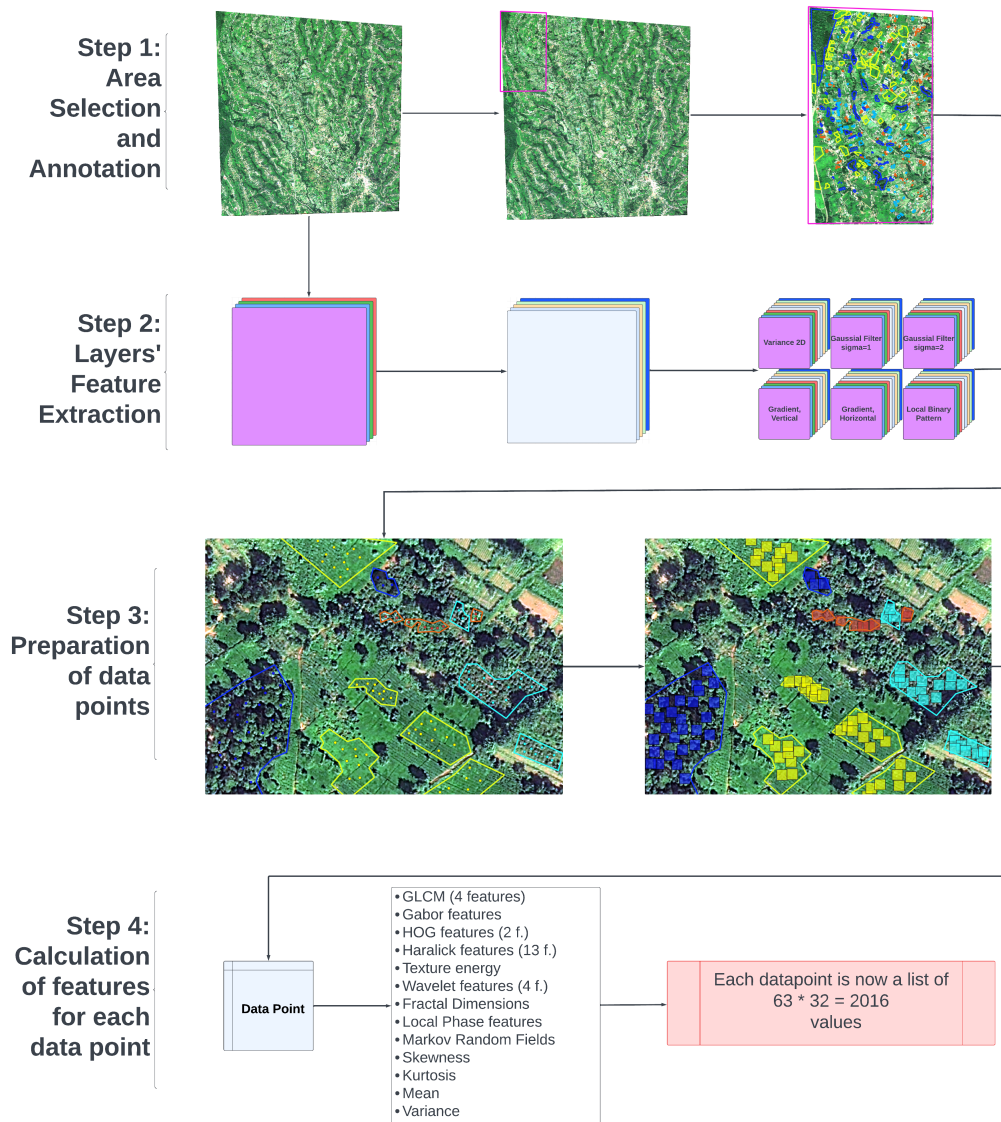 Step 1:
Area
Selection
and
Annotation
Step 2:
Layers'
Feature
Extraction
Variance 2D
Gaussial Filter
sigma=1
Gaussial Filter
sigma=2
Gradient,
Vertical
Gradient,
Horizontal
Local Binary
Pattern
Step 3:
Preparation
of data
points
Step 4:
Calculation
of features
for each
data point
Data Point
• GLCM (4 features)
• Gabor features
• HOG features (2 f.)
• Haralick features (13 f.)
• Texture energy
• Wavelet features (4 f.)
• Fractal Dimensions
• Local Phase features
• Markov Random Fields
• Skewness
• Kurtosis
• Mean
• Variance
Each datapoint is now a list of
63 * 32 = 2016
values